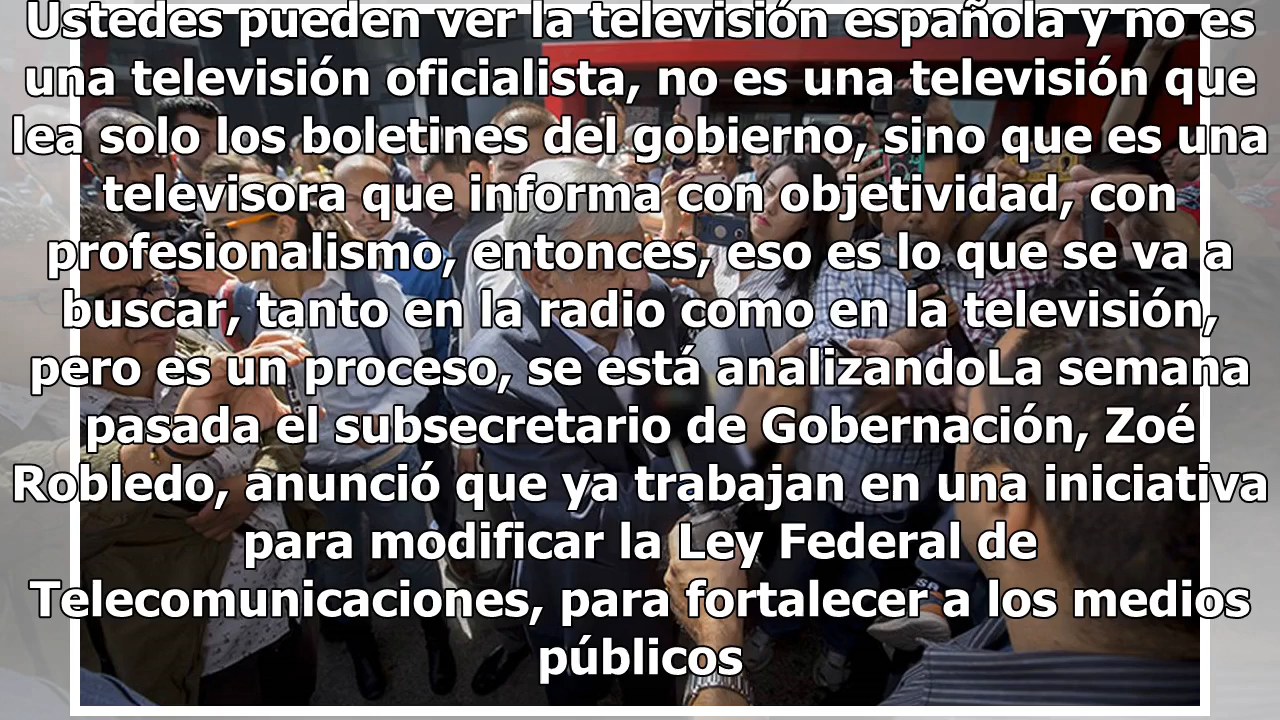 Ustedes pueden ver la televisión española y no es
una televisión oficialista, no es una televisión que
lea solo los boletines del gobierno, sino que es una
televisora que informa con objetividad, con
profesionalismo, entonces, eso es lo que se va a
buscar, tanto en la radio como en la televisión,
pero es un proceso, se está analizandoLa semana
pasada el subsecretario de Gobernación, Zoé
Robledo, anunció que ya trabajan en una iniciativa
para modificar la Ley Federal de
Telecomunicaciones, para fortalecer a los medios
públicos